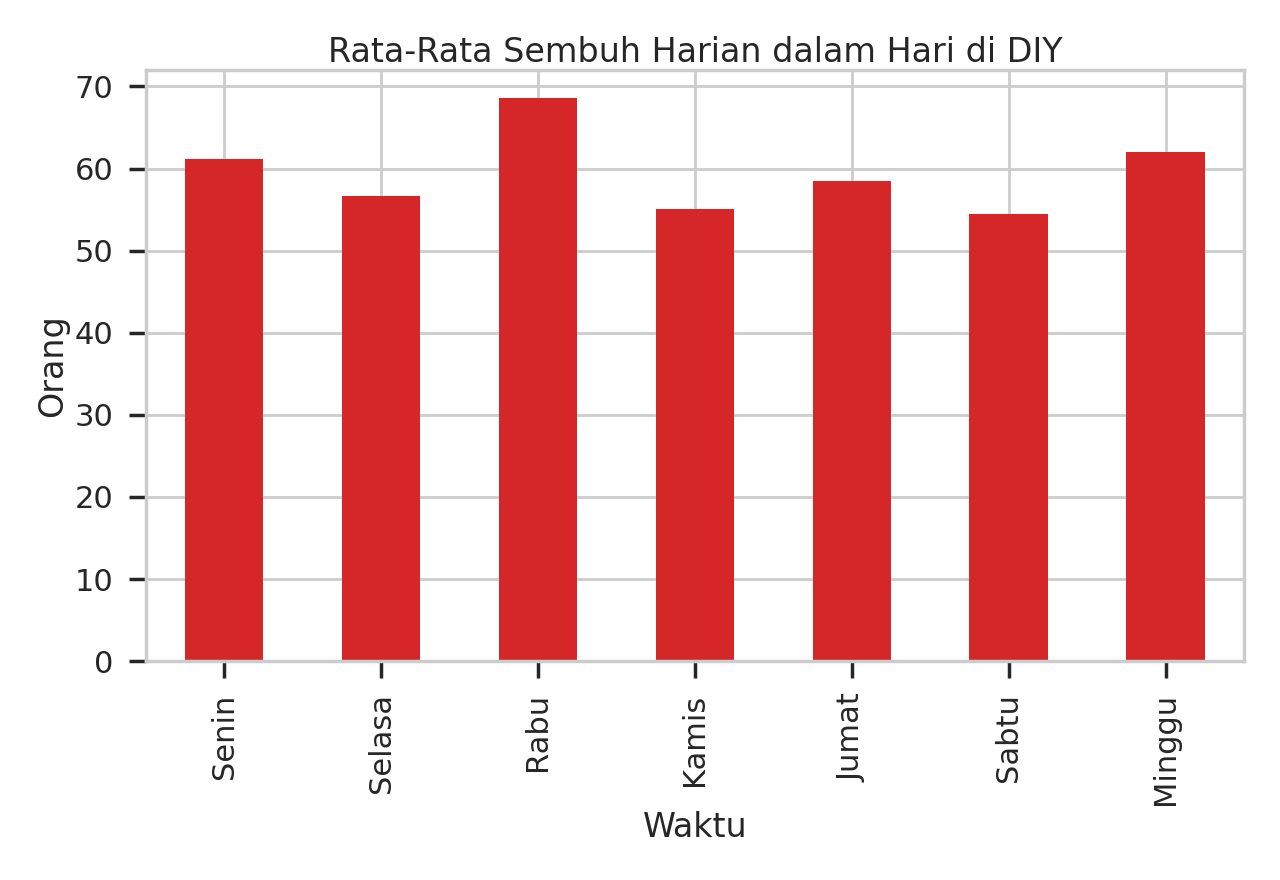 Rata-Rata Sembuh Harian dalam Hari di DIY
70
60
50
40
30
20
10
0
Orang
Senin
Selasa
Rabu
Kamis
Jumat
Sabtu
Minggu
Waktu